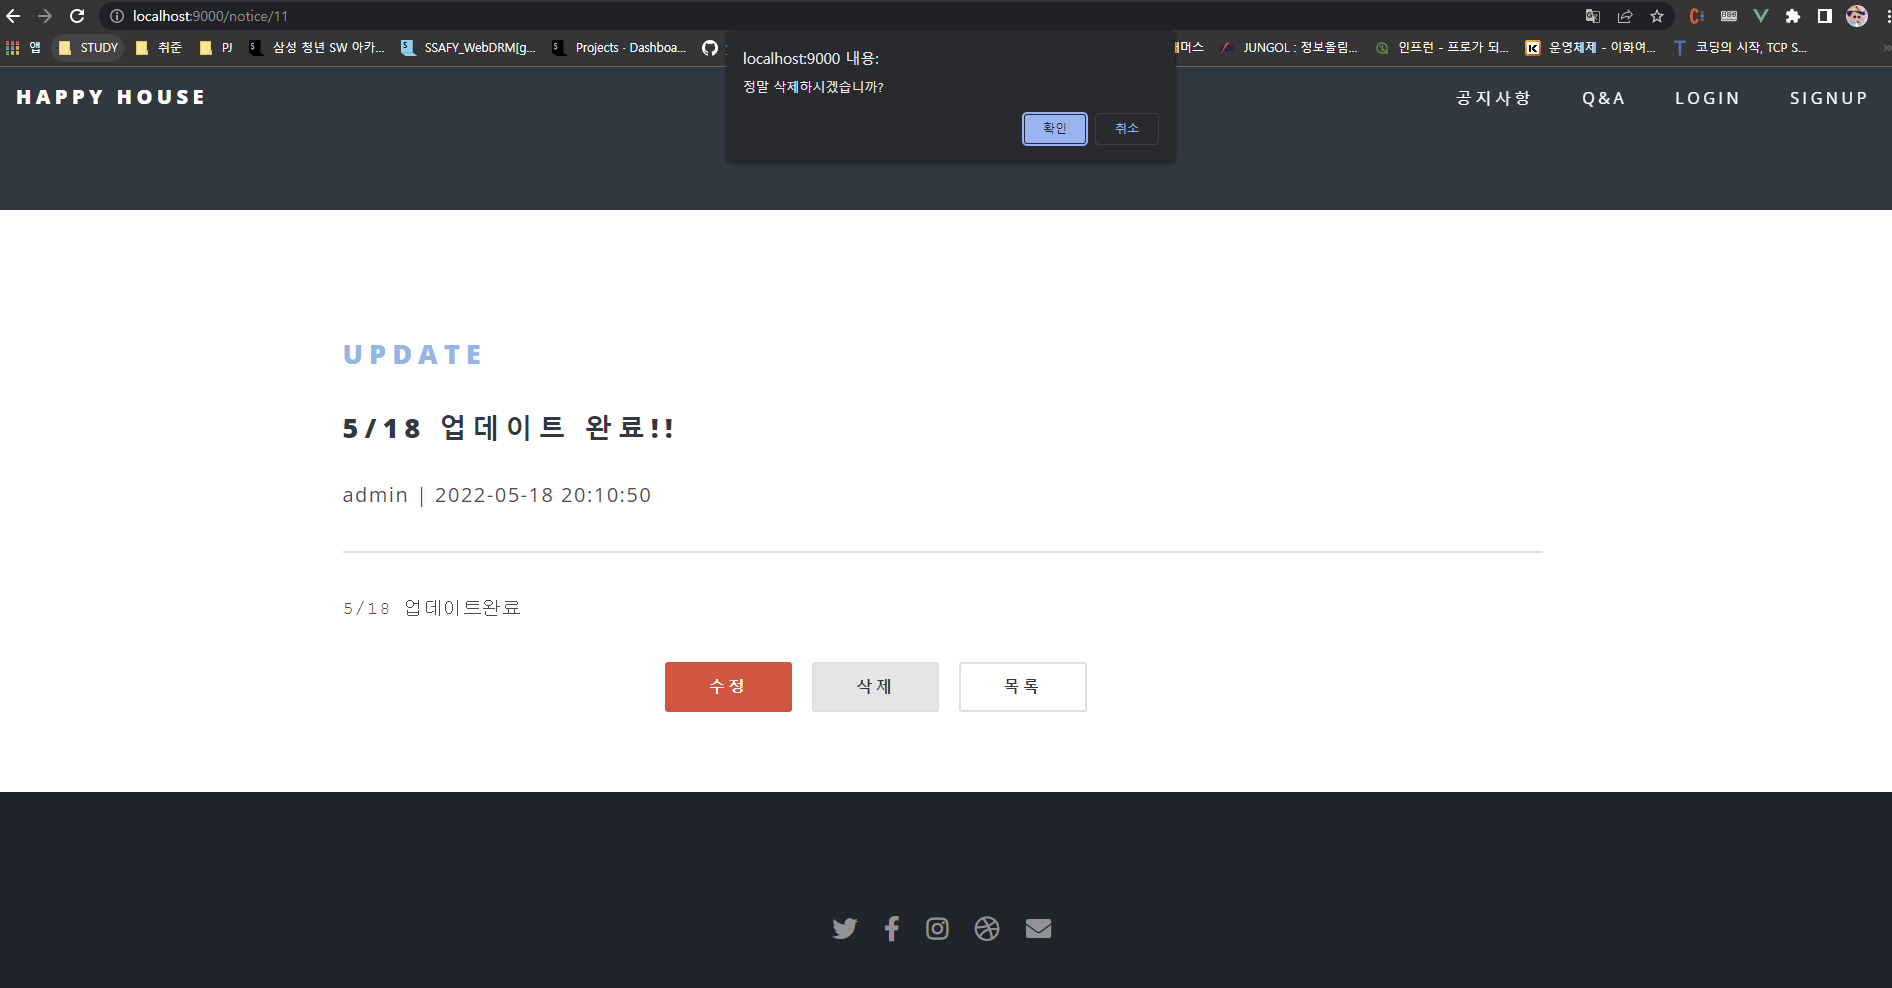 localhost:9000/notice/11
앱 STUDY 취준 PJ 삼성 청년 SW 아카... SSAFY_WebDRM[g... Projects · Dashboa... 해머스 JUNGOL : 정보올림... 인프런 - 프로가 되... 운영체제 - 이화여... 코딩의 시작, TCP S...
localhost:9000 내용:
정말 삭제하시겠습니까?
확인 취소
HAPPY HOUSE 공지사항 Q&A LOGIN SIGNUP
UPDATE
5/18 업데이트 완료!!
admin | 2022-05-18 20:10:50
5/18 업데이트완료
수정 삭제 목록